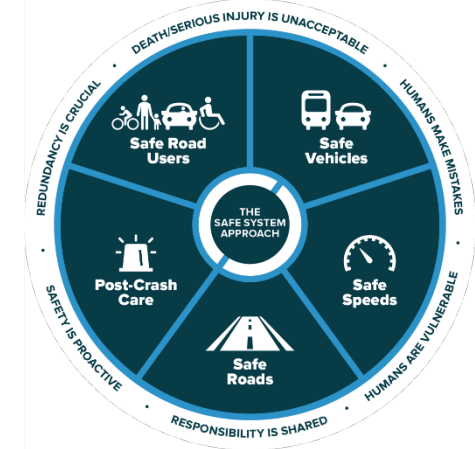 DEATH/SERIOUS INJURY IS UNACCEPTABLE
HUMANS MAKE MISTAKES
HUMANS ARE VULNERABLE
RESPONSIBILITY IS SHARED
SAFETY IS PROACTIVE
REDUNDANCY IS CRUCIAL
Safe Road
Users
Safe
Vehicles
Safe
Speeds
Safe
Roads
Post-Crash
Care
THE
SAFE SYSTEM
APPROACH